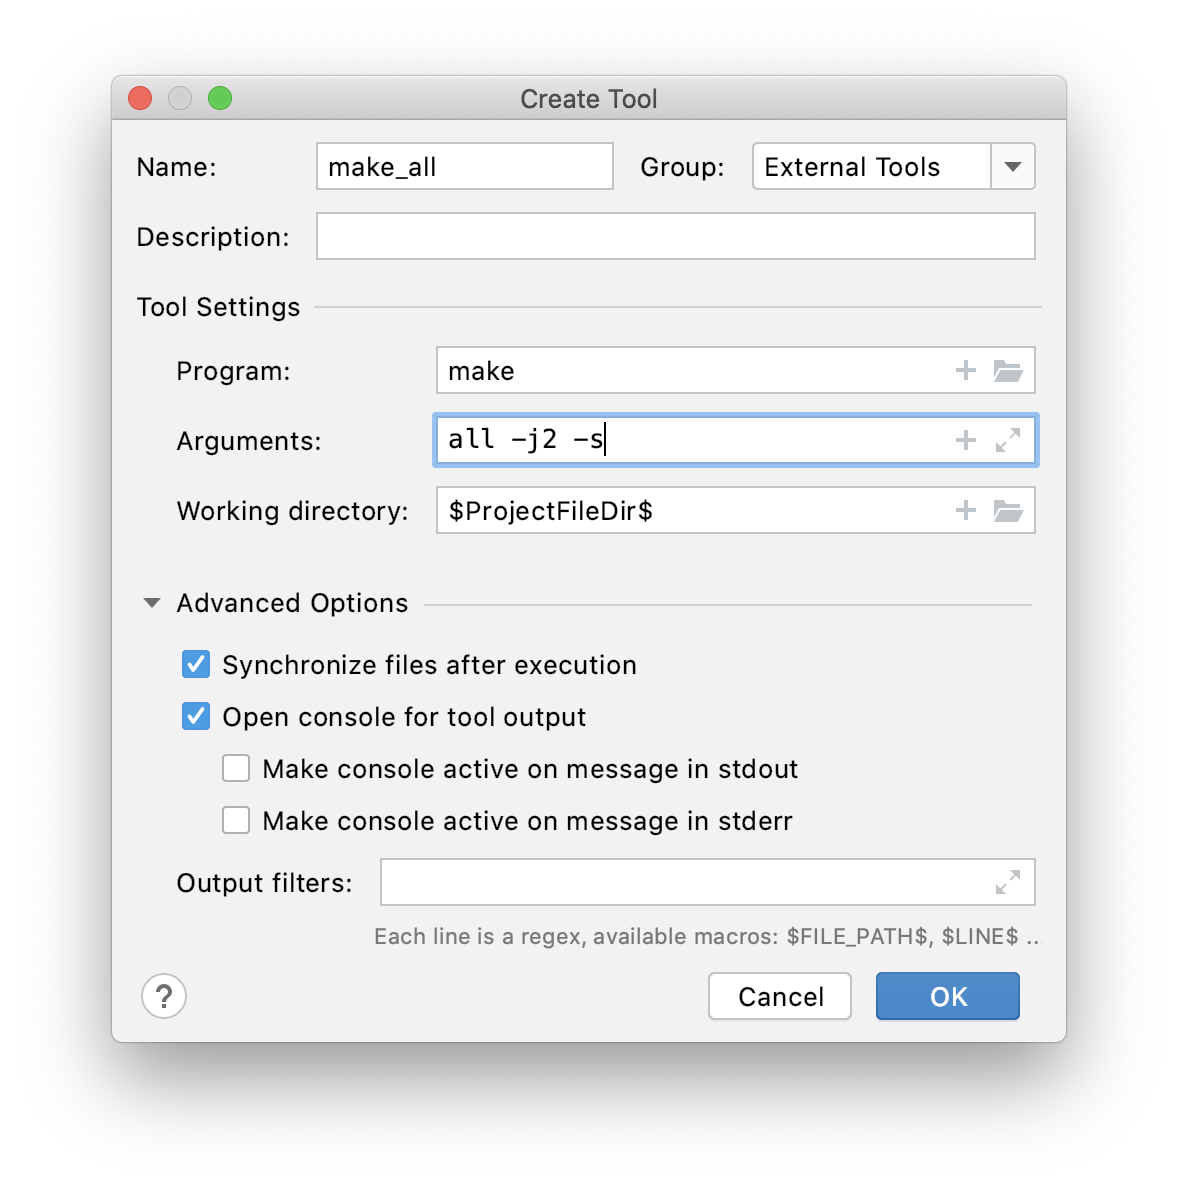 Create Tool
Name: make_all Group: External Tools
Description:
Tool Settings
Program: make
Arguments: all -j2 -s
Working directory: $ProjectFileDir$
Advanced Options
Synchronize files after execution
Open console for tool output
Make console active on message in stdout
Make console active on message in stderr
Output filters:
Each line is a regex, available macros: $FILE_PATH$, $LINE$ ...
? Cancel OK